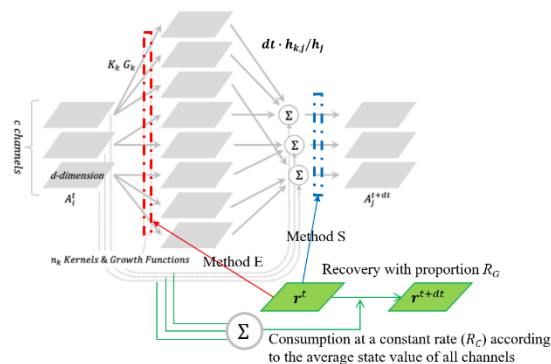 K_k G_k
dt · h_{k,j}/h_j
c channels
d-dimension
A_i^t
Σ
Σ
Σ
A_j^{t+dt}
n_k Kernels & Growth Functions
Method E
Method S
Recovery with proportion R_G
r^t
r^{t+dt}
Σ
Consumption at a constant rate (R_C) according
to the average state value of all channels